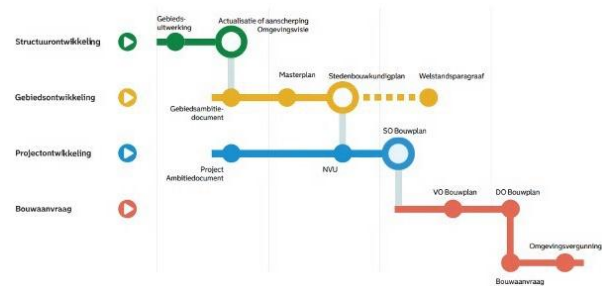 Gebieds-
uitwerking
Actualisatie of aanscherping
Omgevingsvisie
Structuurontwikkeling
Masterplan
Stedenbouwkundigplan
Welstandsparagraaf
Gebiedsontwikkeling
Gebiedsambitie-
document
SO Bouwplan
Projectontwikkeling
Project
Ambitiedocument
NVU
VO Bouwplan
DO Bouwplan
Bouwaanvraag
Omgevingsvergunning
Bouwaanvraag